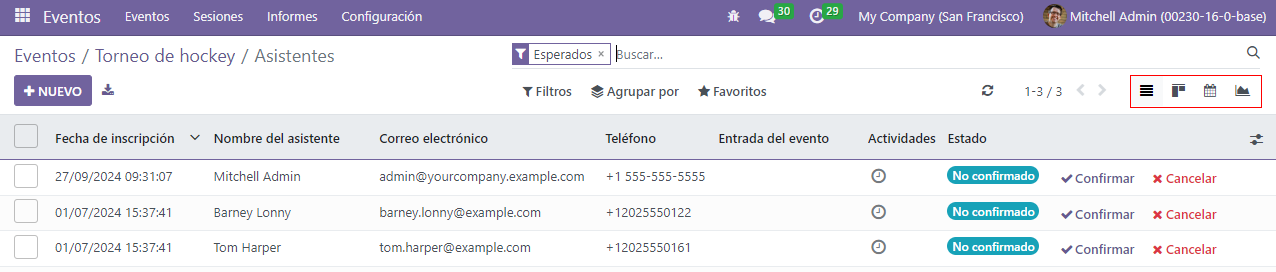 Eventos Eventos Sesiones Informes Configuración 30 29 My Company (San Francisco) Mitchell Admin (00230-16-0-base)
Eventos / Torneo de hockey / Asistentes Esperados × Buscar...
+ NUEVO Filtros Agrupar por Favoritos 1-3 / 3
Fecha de inscripción Nombre del asistente Correo electrónico Teléfono Entrada del evento Actividades Estado
27/09/2024 09:31:07 Mitchell Admin admin@yourcompany.example.com +1 555-555-5555 No confirmado Confirmar Cancelar
01/07/2024 15:37:41 Barney Lonny barney.lonny@example.com +12025550122 No confirmado Confirmar Cancelar
01/07/2024 15:37:41 Tom Harper tom.harper@example.com +12025550161 No confirmado Confirmar Cancelar